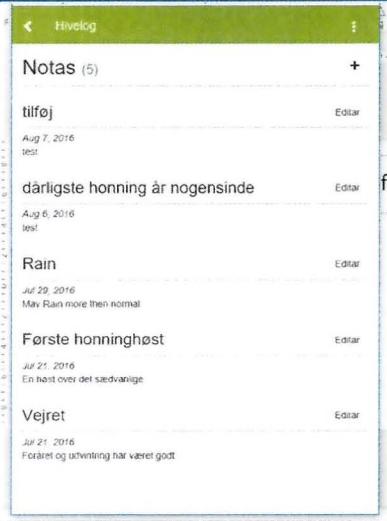 Hivelog
Notas (5)
+
tilføj
Editar
Aug 7, 2016
test
dårligste honning år nogensinde
Editar
Aug 6, 2016
test
Rain
Editar
Jul 29, 2016
May Rain more then normal
Første honninghøst
Editar
Jul 21, 2016
En høst over det sædvanlige
Vejret
Editar
Jul 21, 2016
Foråret og udvintring har været godt
f